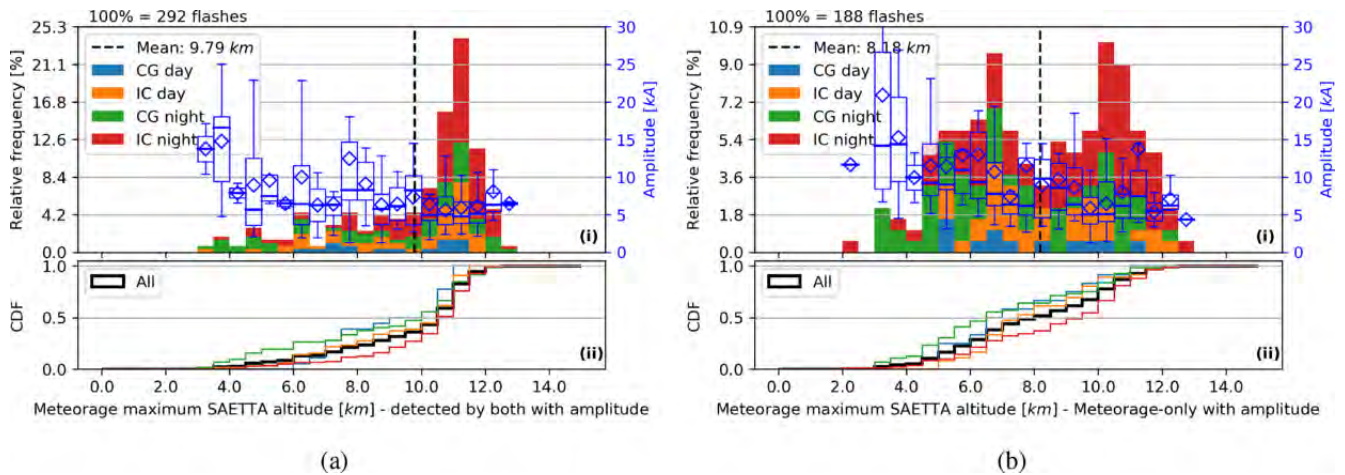 100% = 292 flashes
25.3
21.1
16.8
12.6
8.4
4.2
0.0
Relative frequency [%]
Mean: 9.79 km
CG day
IC day
CG night
IC night
30
25
20
15
10
5
0
Amplitude [kA]
(i)
1.0
0.5
0.0
CDF
All
(ii)
0.0 2.0 4.0 6.0 8.0 10.0 12.0 14.0
Meteorage maximum SAETTA altitude [km] - detected by both with amplitude
(a)
100% = 188 flashes
10.9
9.0
7.2
5.4
3.6
1.8
0.0
Relative frequency [%]
Mean: 8.18 km
CG day
IC day
CG night
IC night
30
25
20
15
10
5
0
Amplitude [kA]
(i)
1.0
0.5
0.0
CDF
All
(ii)
0.0 2.0 4.0 6.0 8.0 10.0 12.0 14.0
Meteorage maximum SAETTA altitude [km] - Meteorage-only with amplitude
(b)